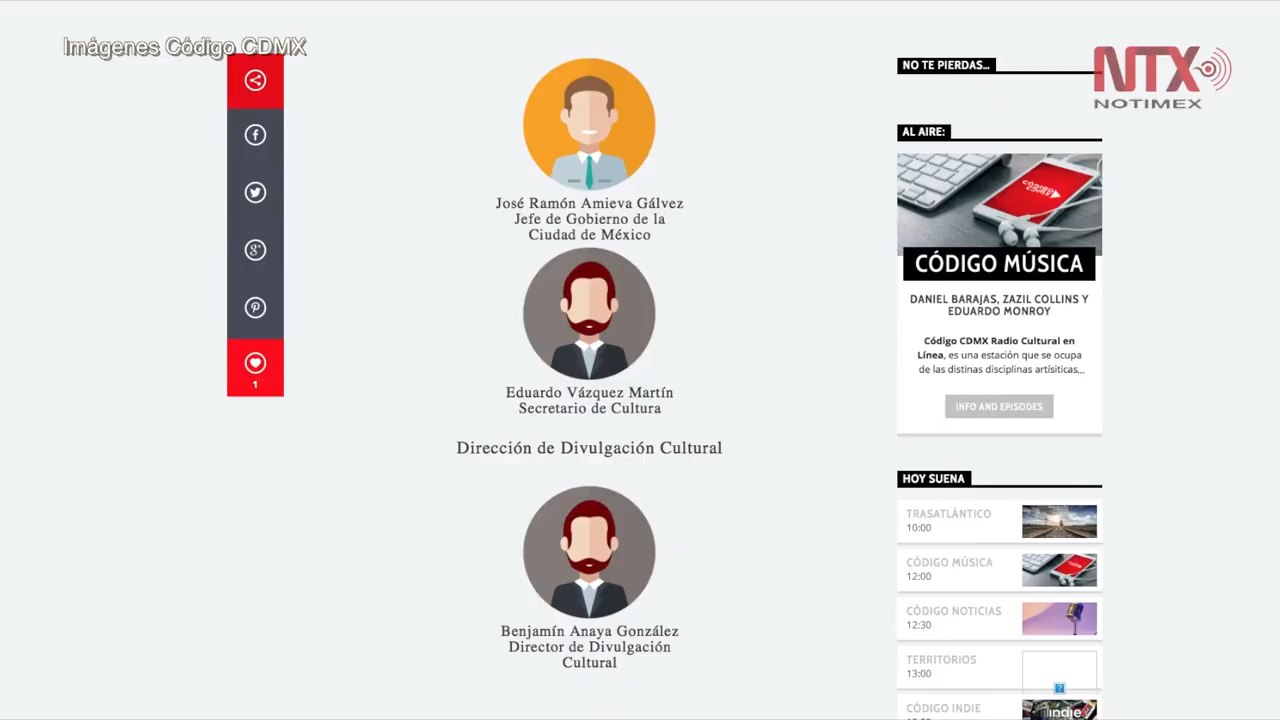 Imágenes Código CDMX
1
José Ramón Amieva Gálvez
Jefe de Gobierno de la
Ciudad de México
Eduardo Vázquez Martín
Secretario de Cultura
Dirección de Divulgación Cultural
Benjamín Anaya González
Director de Divulgación
Cultural
NTX
NOTIMEX
NO TE PIERDAS...
AL AIRE:
CÓDIGO
CDMX
CÓDIGO MÚSICA
DANIEL BARAJAS, ZAZIL COLLINS Y
EDUARDO MONROY
Código CDMX Radio Cultural en
Línea, es una estación que se ocupa
de las distinas disciplinas artísiticas...
INFO AND EPISODES
HOY SUENA
TRASATLÁNTICO
10:00
CÓDIGO MÚSICA
12:00
CÓDIGO NOTICIAS
12:30
TERRITORIOS
13:00
CÓDIGO INDIE
indie